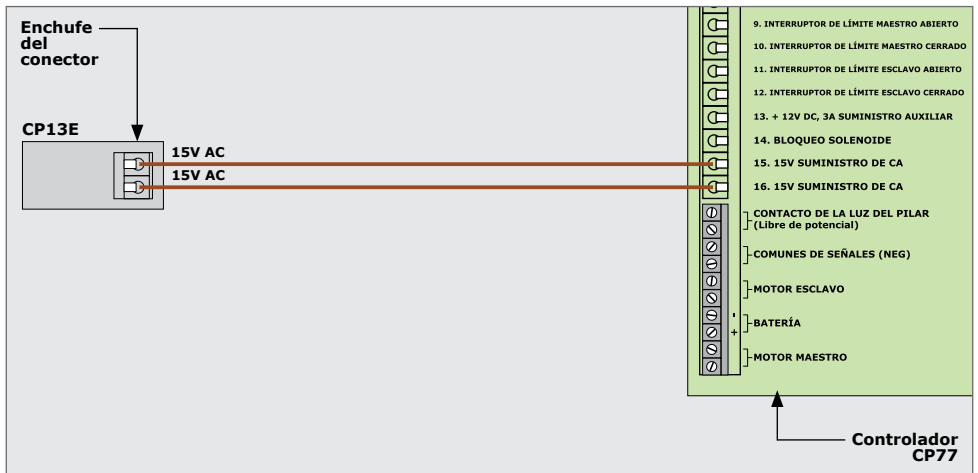 Enchufe
del
conector
CP13E
15V AC
15V AC
9. INTERRUPTOR DE LÍMITE MAESTRO ABIERTO
10. INTERRUPTOR DE LÍMITE MAESTRO CERRADO
11. INTERRUPTOR DE LÍMITE ESCLAVO ABIERTO
12. INTERRUPTOR DE LÍMITE ESCLAVO CERRADO
13. + 12V DC, 3A SUMINISTRO AUXILIAR
14. BLOQUEO SOLENOIDE
15. 15V SUMINISTRO DE CA
16. 15V SUMINISTRO DE CA
CONTACTO DE LA LUZ DEL PILAR
(Libre de potencial)
COMUNES DE SEÑALES (NEG)
MOTOR ESCLAVO
-
BATERÍA
+
MOTOR MAESTRO
Controlador
CP77